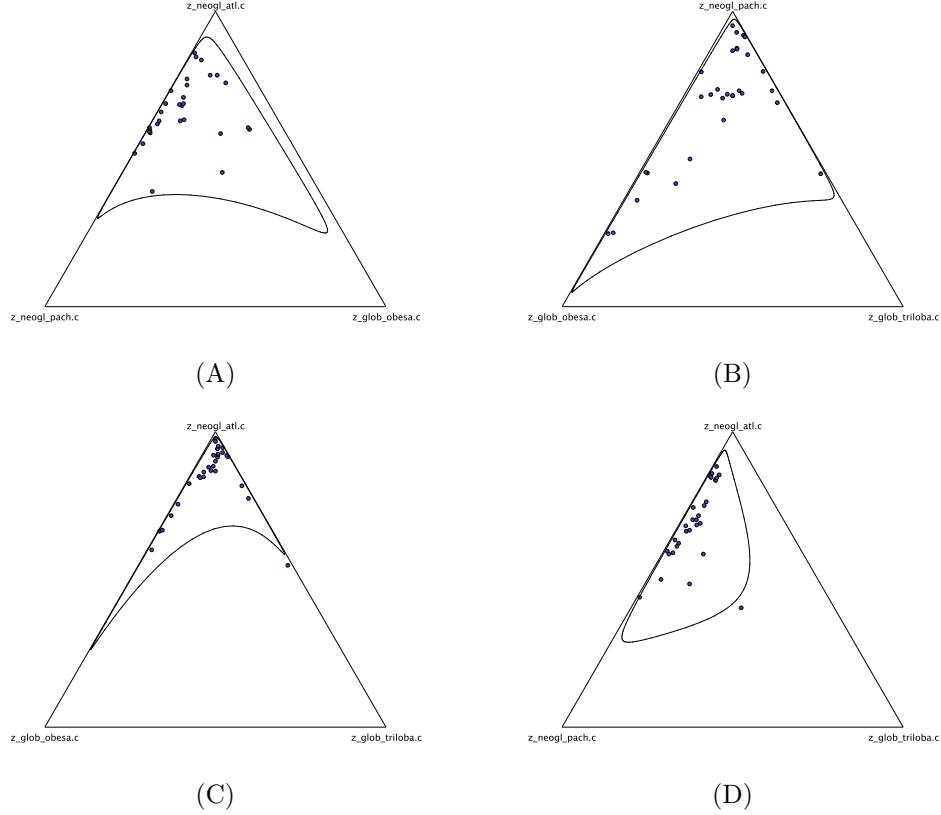 z_neogl_atl.c
z_neogl_pach.c
z_neogl_pach.c z_glob_obesa.c
z_glob_obesa.c z_glob_triloba.c
(A)
(B)
z_neogl_atl.c
z_neogl_atl.c
z_glob_obesa.c z_glob_triloba.c
z_neogl_pach.c z_glob_triloba.c
(C)
(D)